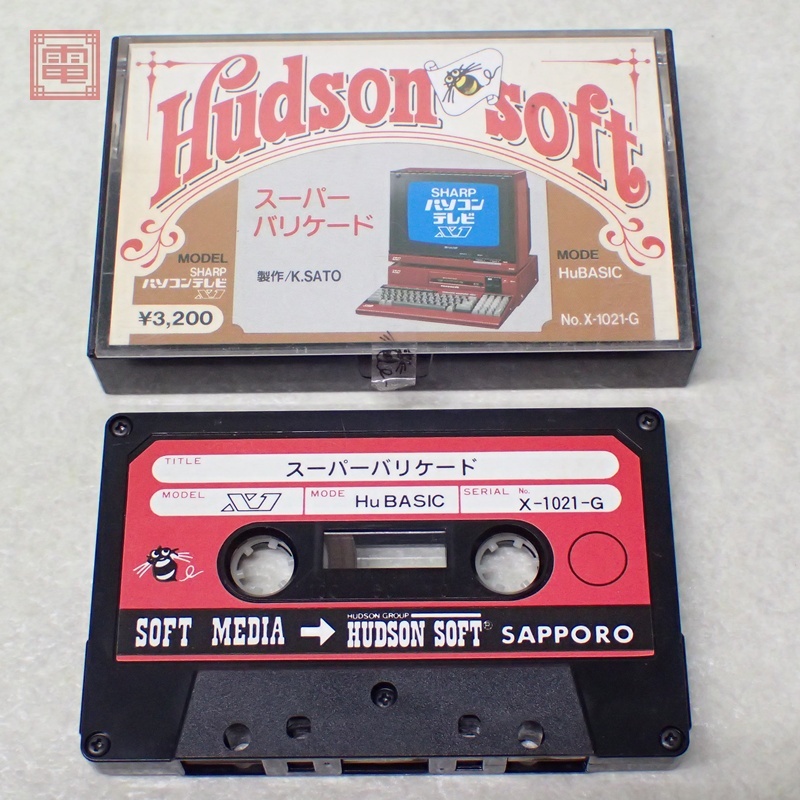 電
Hudson soft
スーパー
バリケード
製作/K.SATO
SHARP
パソコン
テレビ
X1
MODEL
SHARP
パソコンテレビ
X1
¥3,200
MODE
HuBASIC
No.X-1021-G
TITLE
スーパーバリケード
MODEL X1 MODE HuBASIC SERIAL No. X-1021-G
HUDSON GROUP
SOFT MEDIA → HUDSON SOFT® SAPPORO